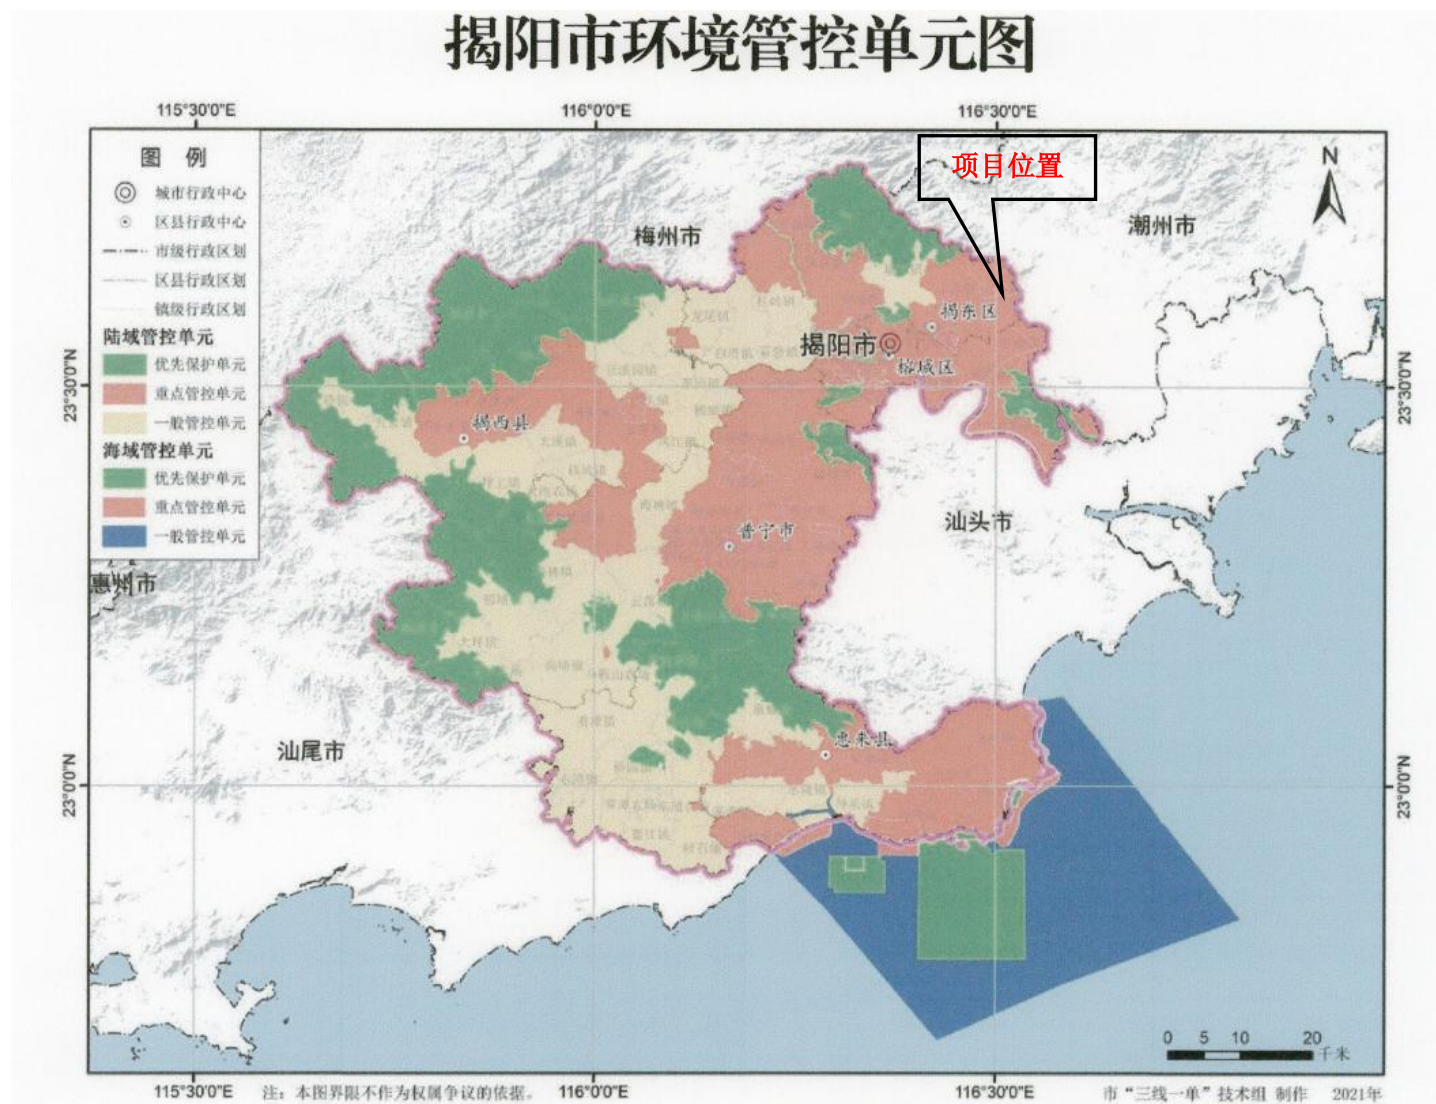 揭阳市环境管控单元图
115°30'0"E
116°0'0"E
116°30'0"E
图 例
城市行政中心
区县行政中心
市级行政区划
区县行政区划
镇级行政区划
陆域管控单元
优先保护单元
重点管控单元
一般管控单元
海域管控单元
优先保护单元
重点管控单元
一般管控单元
项目位置
N
梅州市
潮州市
揭东区
揭阳市
榕城区
23°30'0"N
23°30'0"N
揭西县
汕头市
普宁市
惠州市
汕尾市
惠来县
23°0'0"N
23°0'0"N
0 5 10 20
千米
115°30'0"E
116°0'0"E
116°30'0"E
注：本图界限不作为权属争议的依据。
市“三线一单”技术组 制作 2021年